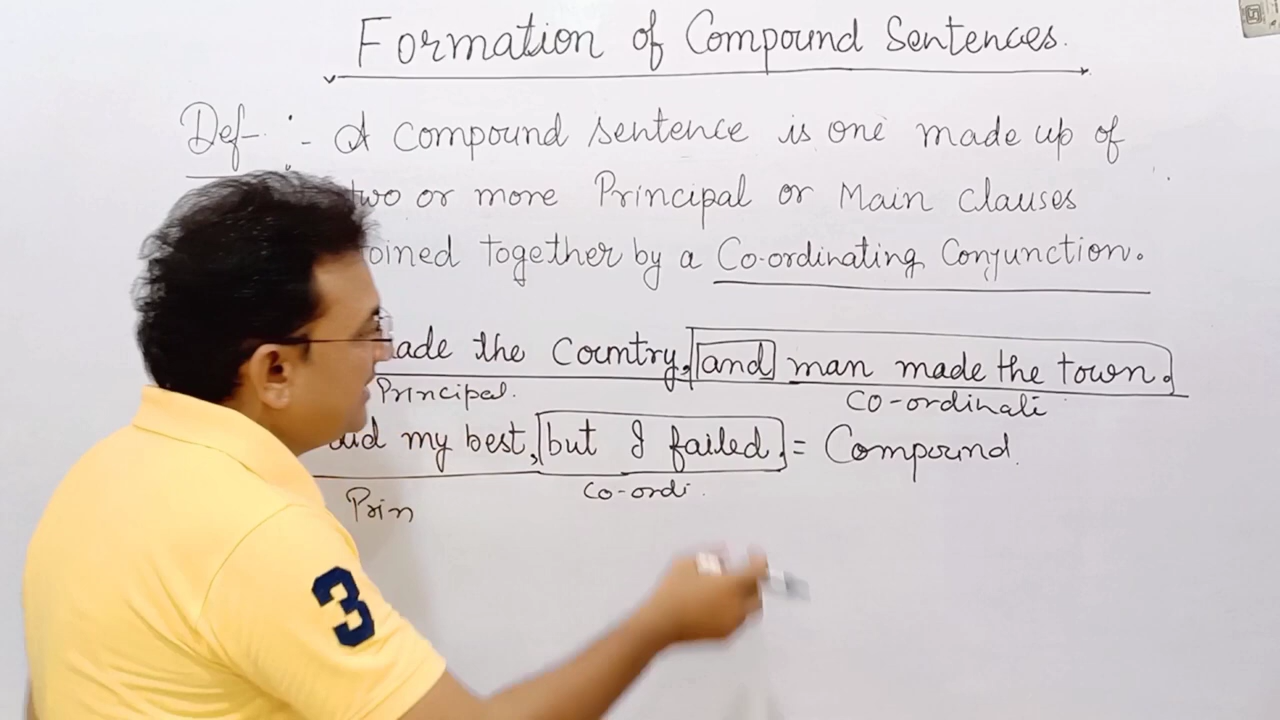 Formation of Compound Sentences.
Def :- A Compound sentence is one made up of
two or more Principal or Main Clauses
oined together by a Co-ordinating Conjunction.
ade the Country, and man made the town.
Principal. Co-ordinati
my best, but I failed. = Compound.
Prin Co-ordi.
3